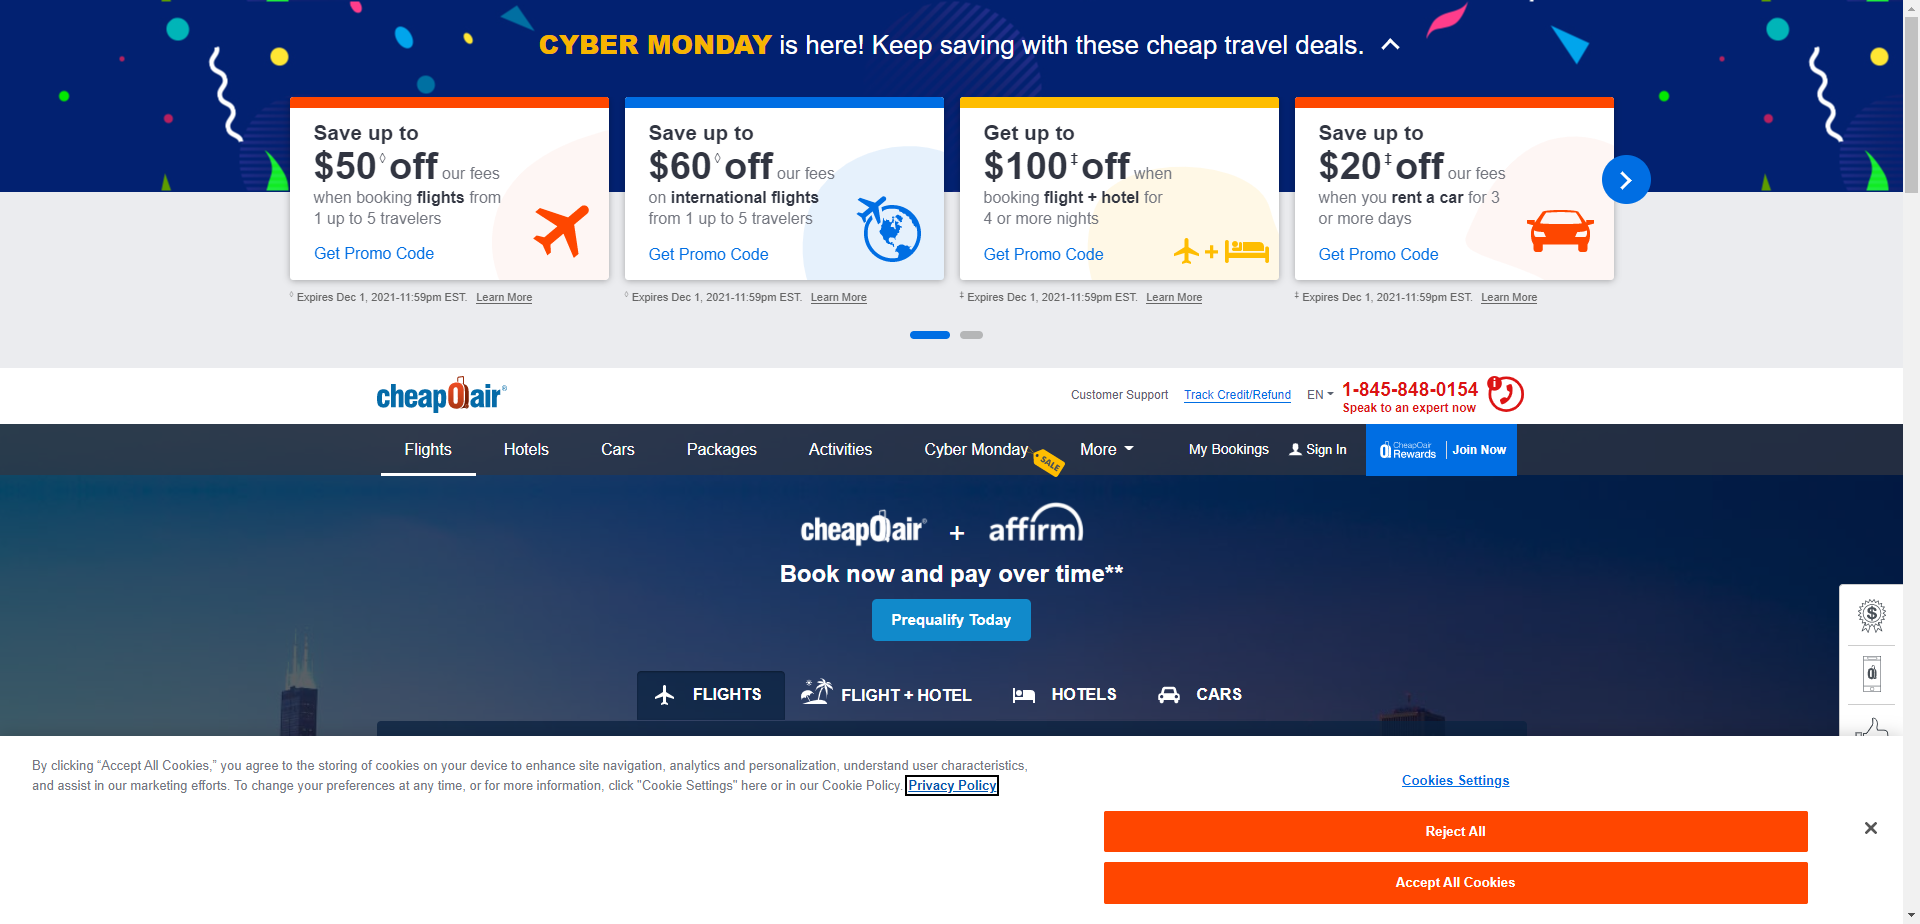 CYBER MONDAY is here! Keep saving with these cheap travel deals.
Save up to
$50◊ off our fees
when booking flights from
1 up to 5 travelers
Get Promo Code
◊ Expires Dec 1, 2021-11:59pm EST. Learn More
Save up to
$60◊ off our fees
on international flights
from 1 up to 5 travelers
Get Promo Code
◊ Expires Dec 1, 2021-11:59pm EST. Learn More
Get up to
$100‡ off when
booking flight + hotel for
4 or more nights
Get Promo Code
‡ Expires Dec 1, 2021-11:59pm EST. Learn More
Save up to
$20‡ off our fees
when you rent a car for 3
or more days
Get Promo Code
‡ Expires Dec 1, 2021-11:59pm EST. Learn More
cheapOair®
Customer Support Track Credit/Refund EN 1-845-848-0154
Speak to an expert now
Flights Hotels Cars Packages Activities Cyber Monday SALE More My Bookings Sign In CheapOair Rewards Join Now
cheapOair® + affirm
Book now and pay over time**
Prequalify Today
FLIGHTS FLIGHT + HOTEL HOTELS CARS
By clicking “Accept All Cookies,” you agree to the storing of cookies on your device to enhance site navigation, analytics and personalization, understand user characteristics,
and assist in our marketing efforts. To change your preferences at any time, or for more information, click "Cookie Settings" here or in our Cookie Policy. Privacy Policy
Cookies Settings
Reject All
Accept All Cookies